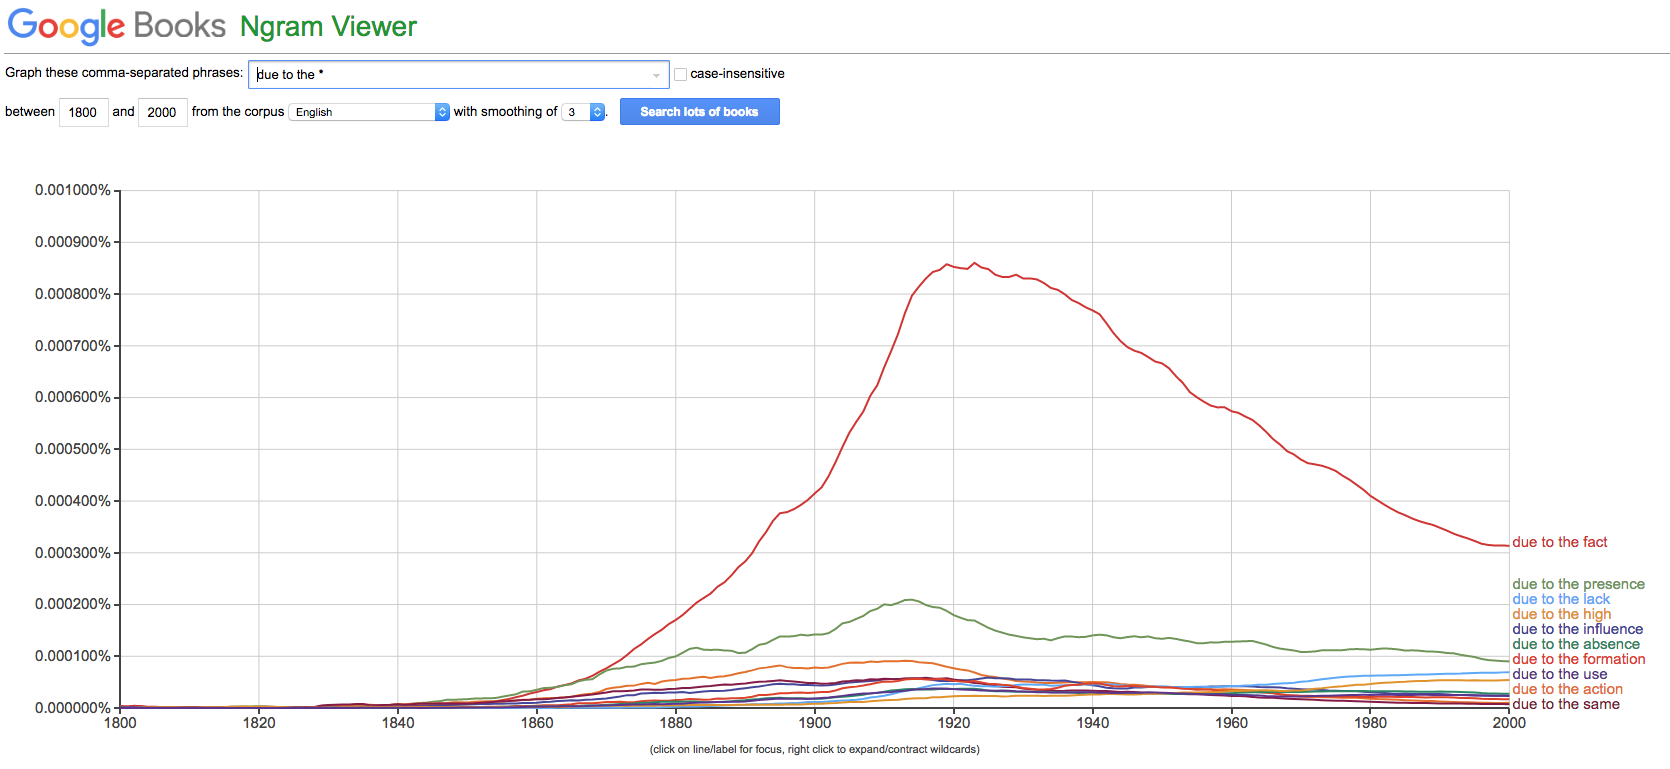 Google Books Ngram Viewer
Graph these comma-separated phrases: due to the * case-insensitive
between 1800 and 2000 from the corpus English with smoothing of 3 . Search lots of books
0.001000%
0.000900%
0.000800%
0.000700%
0.000600%
0.000500%
0.000400%
0.000300%
0.000200%
0.000100%
0.000000%
due to the fact
due to the presence
due to the lack
due to the high
due to the influence
due to the absence
due to the formation
due to the use
due to the action
due to the same
1800 1820 1840 1860 1880 1900 1920 1940 1960 1980 2000
(click on line/label for focus, right click to expand/contract wildcards)